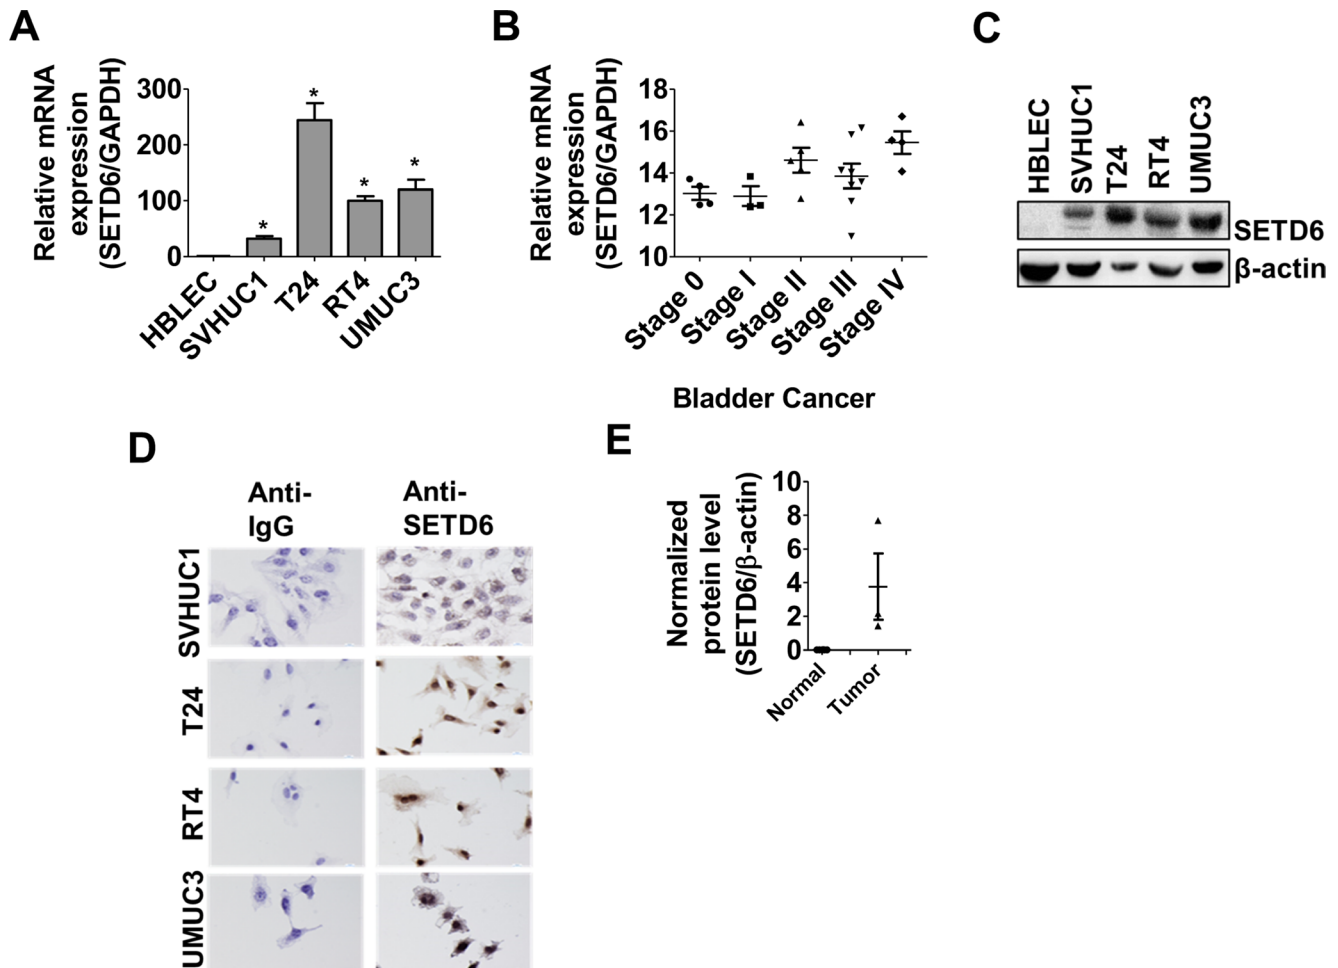 A
Relative mRNA
expression
(SETD6/GAPDH)
300
200
100
0
HBLEC
SVHUC1
T24
RT4
UMUC3
*
*
*
*
B
Relative mRNA
expression
(SETD6/GAPDH)
18
16
14
12
10
Stage 0
Stage I
Stage II
Stage III
Stage IV
Bladder Cancer
C
HBLEC
SVHUC1
T24
RT4
UMUC3
SETD6
β-actin
D
Anti-
IgG
Anti-
SETD6
SVHUC1
T24
RT4
UMUC3
E
Normalized
protein level
(SETD6/β-actin)
10
8
6
4
2
0
Normal
Tumor